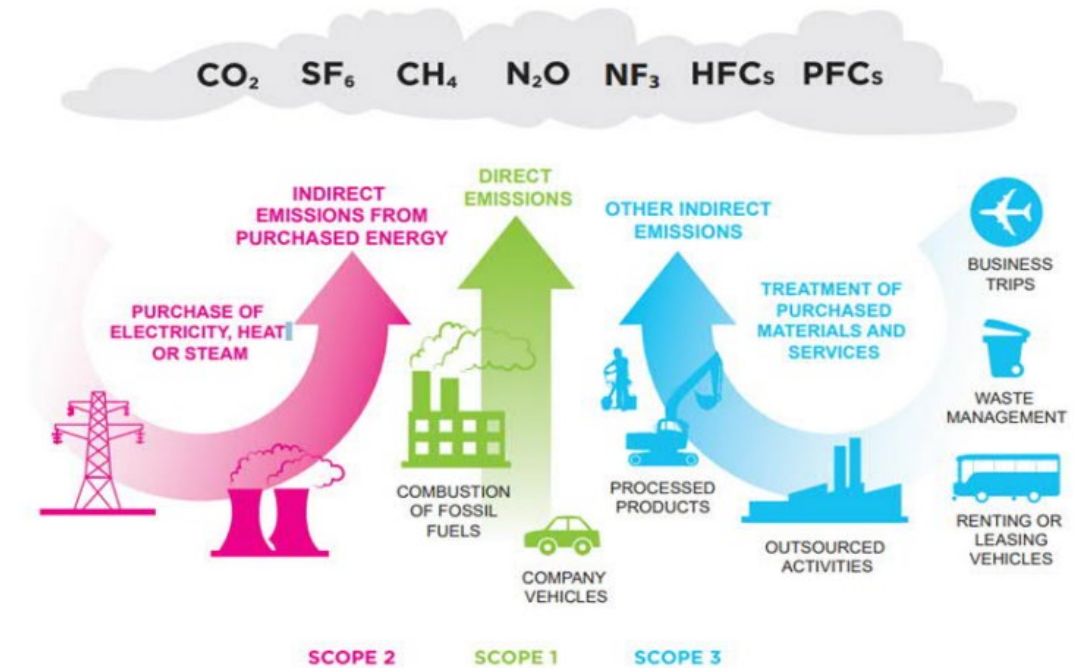 CO₂ SF₆ CH₄ N₂O NF₃ HFCs PFCs
INDIRECT
EMISSIONS FROM
PURCHASED ENERGY
DIRECT
EMISSIONS
OTHER INDIRECT
EMISSIONS
PURCHASE OF
ELECTRICITY, HEAT
OR STEAM
TREATMENT OF
PURCHASED
MATERIALS AND
SERVICES
BUSINESS
TRIPS
WASTE
MANAGEMENT
COMBUSTION
OF FOSSIL
FUELS
COMPANY
VEHICLES
PROCESSED
PRODUCTS
OUTSOURCED
ACTIVITIES
RENTING OR
LEASING
VEHICLES
SCOPE 2 SCOPE 1 SCOPE 3